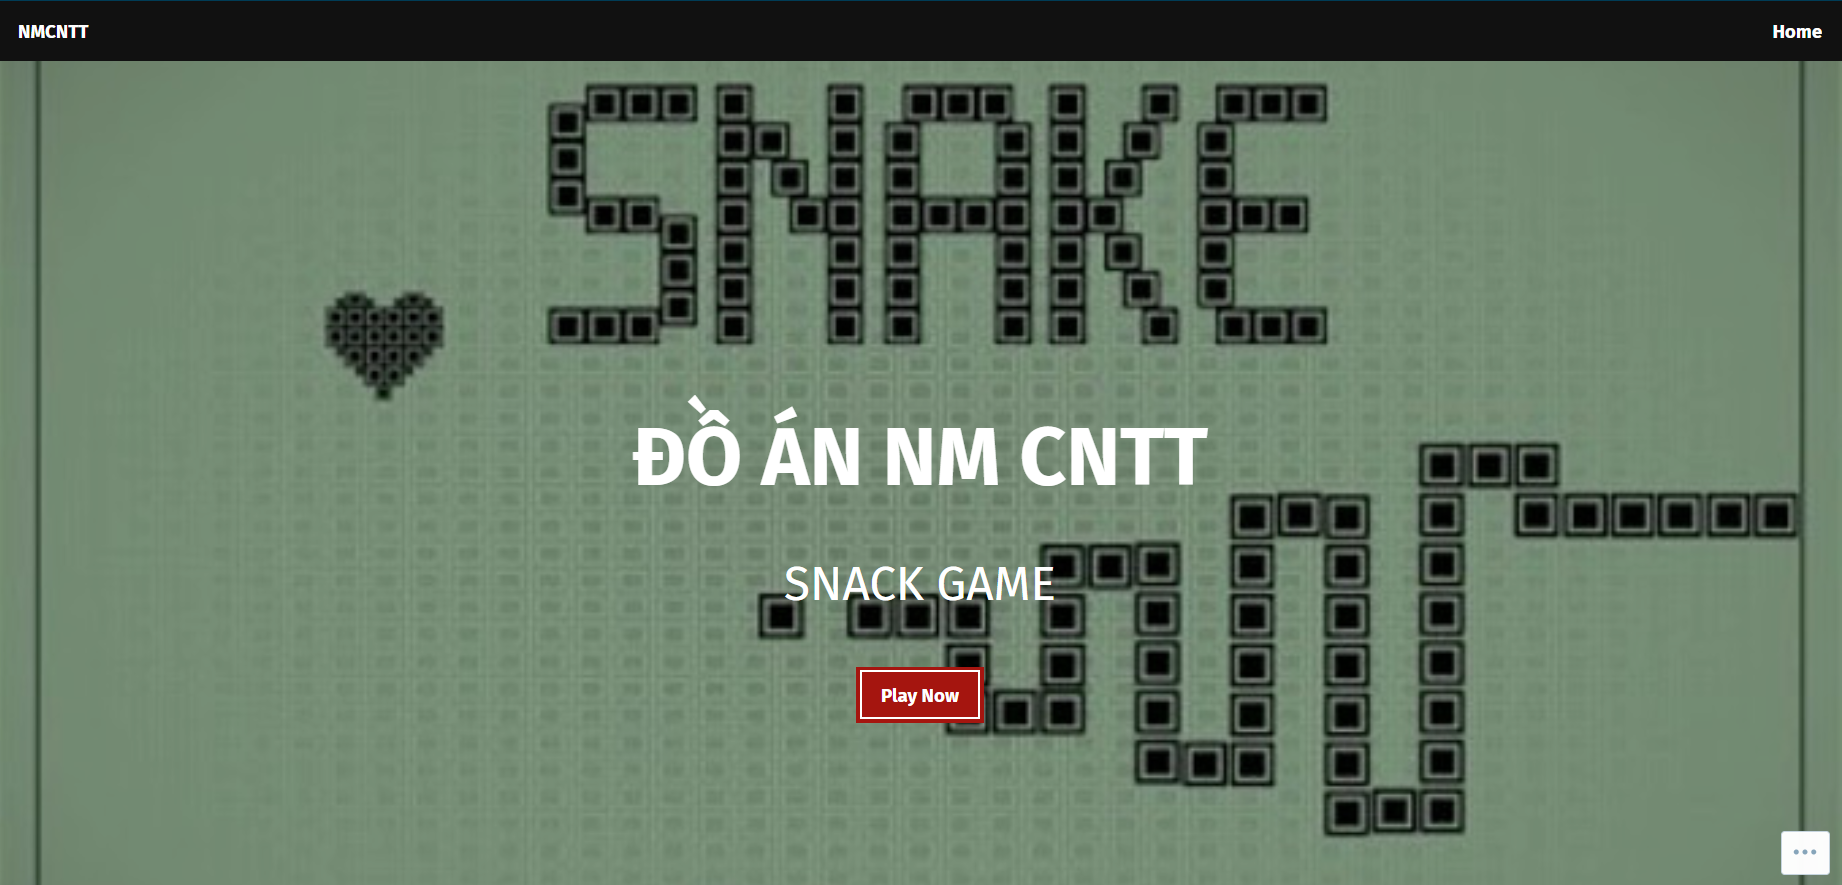 NMCNTT
Home
SNAKE
ĐỒ ÁN NM CNTT
SNACK GAME
Play Now